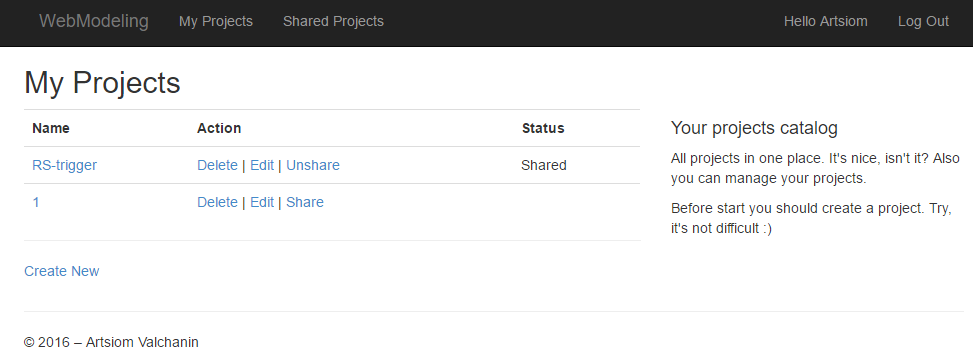 WebModeling My Projects Shared Projects Hello Artsiom Log Out
My Projects
Name Action Status
RS-trigger Delete | Edit | Unshare Shared
1 Delete | Edit | Share
Create New
Your projects catalog
All projects in one place. It's nice, isn't it? Also
you can manage your projects.
Before start you should create a project. Try,
it's not difficult :)
© 2016 – Artsiom Valchanin